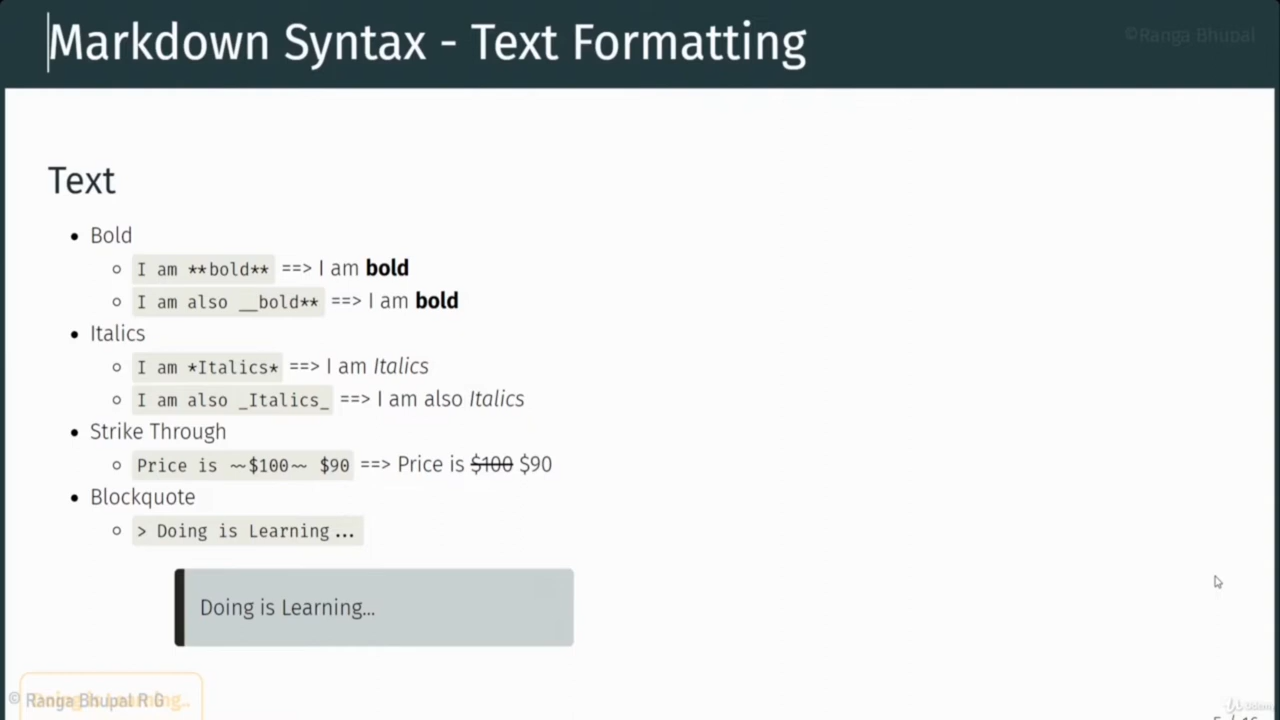 Markdown Syntax - Text Formatting
©Ranga Bhupal
Text
• Bold
○ I am **bold** ==> I am bold
○ I am also __bold** ==> I am bold
• Italics
○ I am *Italics* ==> I am Italics
○ I am also _Italics_ ==> I am also Italics
• Strike Through
○ Price is ~~$100~~ $90 ==> Price is $100 $90
• Blockquote
○ > Doing is Learning...
Doing is Learning...
© Ranga Bhupal R G